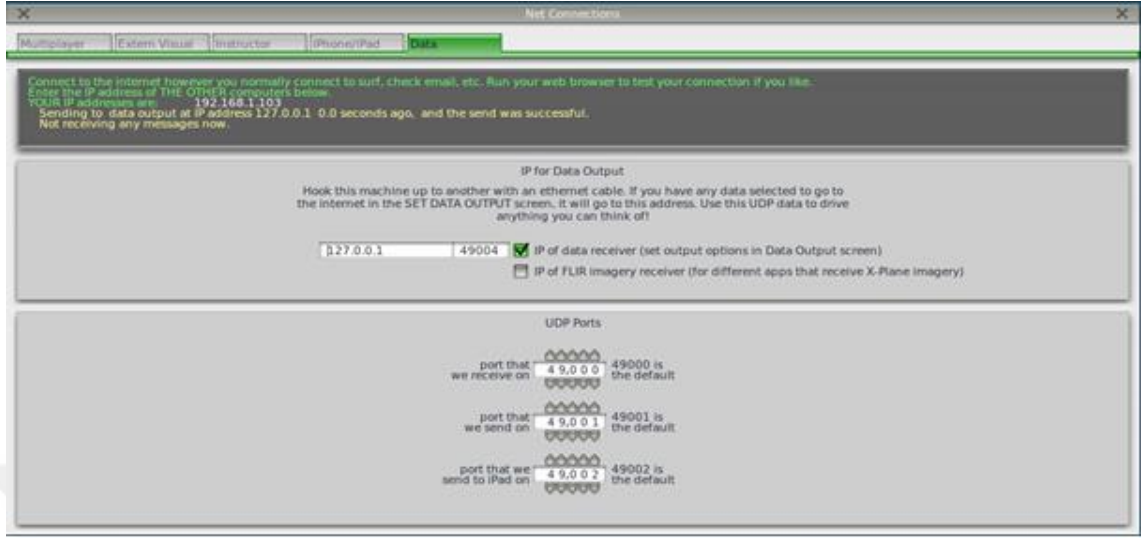 Net Connections
Multiplayer Extern Visual Instructor iPhone/iPad Data
Connect to the internet however you normally connect to surf, check email, etc. Run your web browser to test your connection if you like.
Enter the IP address of THE OTHER computers below.
YOUR IP addresses are: 192.168.1.103
Sending to data output at IP address 127.0.0.1 0.0 seconds ago, and the send was successful.
Not receiving any messages now.
IP for Data Output
Hook this machine up to another with an ethernet cable. If you have any data selected to go to
the internet in the SET DATA OUTPUT screen, it will go to this address. Use this UDP data to drive
anything you can think of!
127.0.0.1 49004 IP of data receiver (set output options in Data Output screen)
IP of FLIR imagery receiver (for different apps that receive X-Plane imagery)
UDP Ports
port that
we receive on
4 9,0 0 0
49000 is
the default
port that
we send on
4 9,0 0 1
49001 is
the default
port that we
send to iPad on
4 9,0 0 2
49002 is
the default